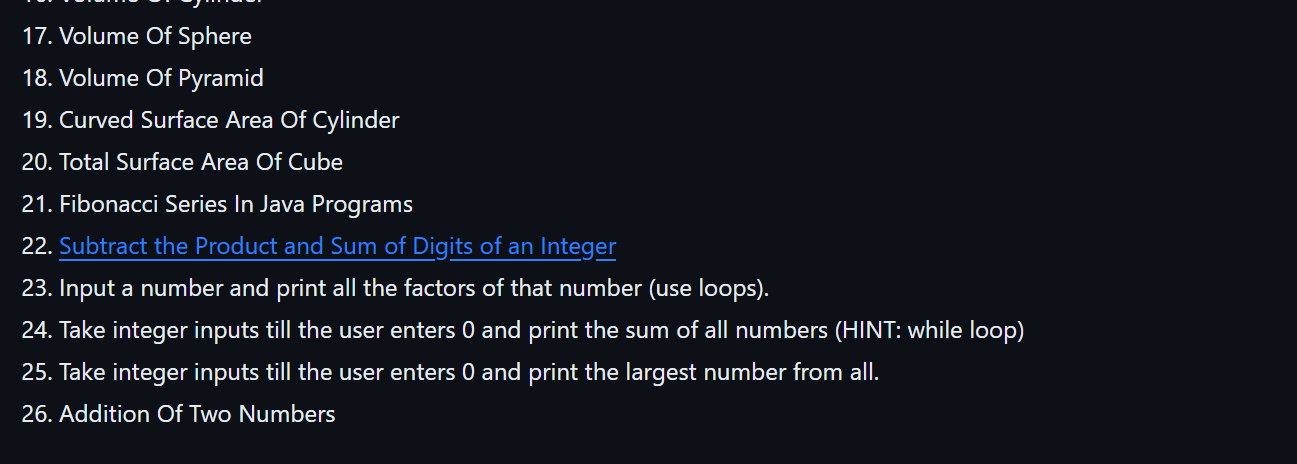 16. Volume Of Cylinder
17. Volume Of Sphere
18. Volume Of Pyramid
19. Curved Surface Area Of Cylinder
20. Total Surface Area Of Cube
21. Fibonacci Series In Java Programs
22. Subtract the Product and Sum of Digits of an Integer
23. Input a number and print all the factors of that number (use loops).
24. Take integer inputs till the user enters 0 and print the sum of all numbers (HINT: while loop)
25. Take integer inputs till the user enters 0 and print the largest number from all.
26. Addition Of Two Numbers